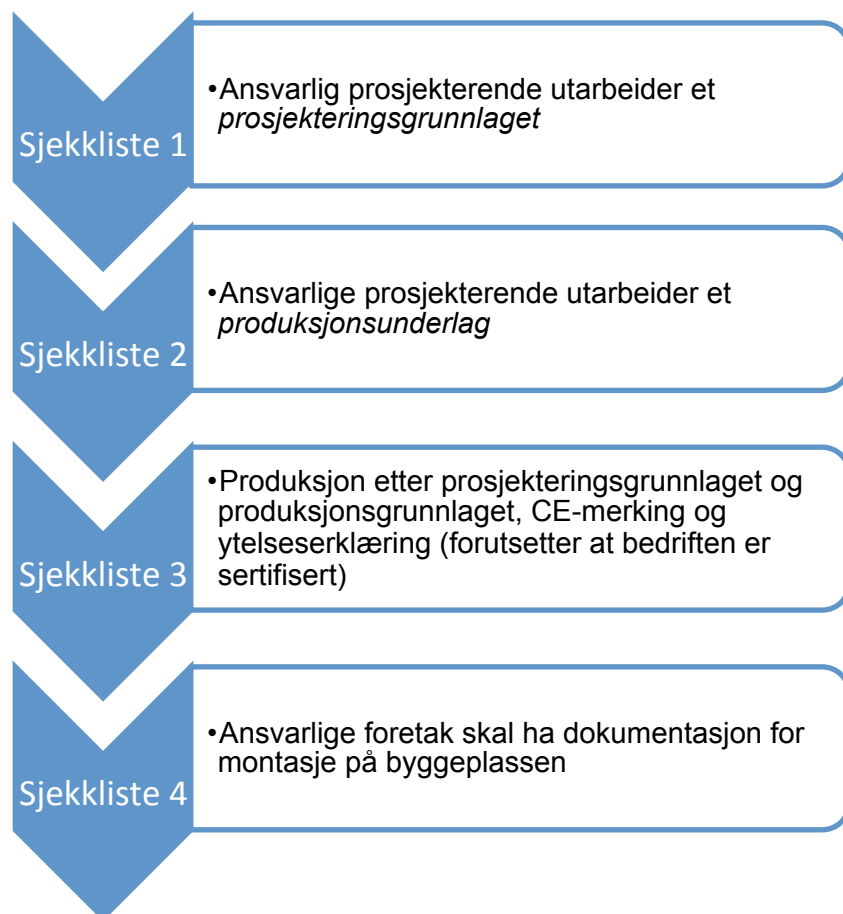 Sjekkliste 1
•Ansvarlig prosjekterende utarbeider et
prosjekteringsgrunnlaget
Sjekkliste 2
•Ansvarlige prosjekterende utarbeider et
produksjonsunderlag
Sjekkliste 3
•Produksjon etter prosjekteringsgrunnlaget og
produksjonsgrunnlaget, CE-merking og
ytelseserklæring (forutsetter at bedriften er
sertifisert)
Sjekkliste 4
•Ansvarlige foretak skal ha dokumentasjon for
montasje på byggeplassen